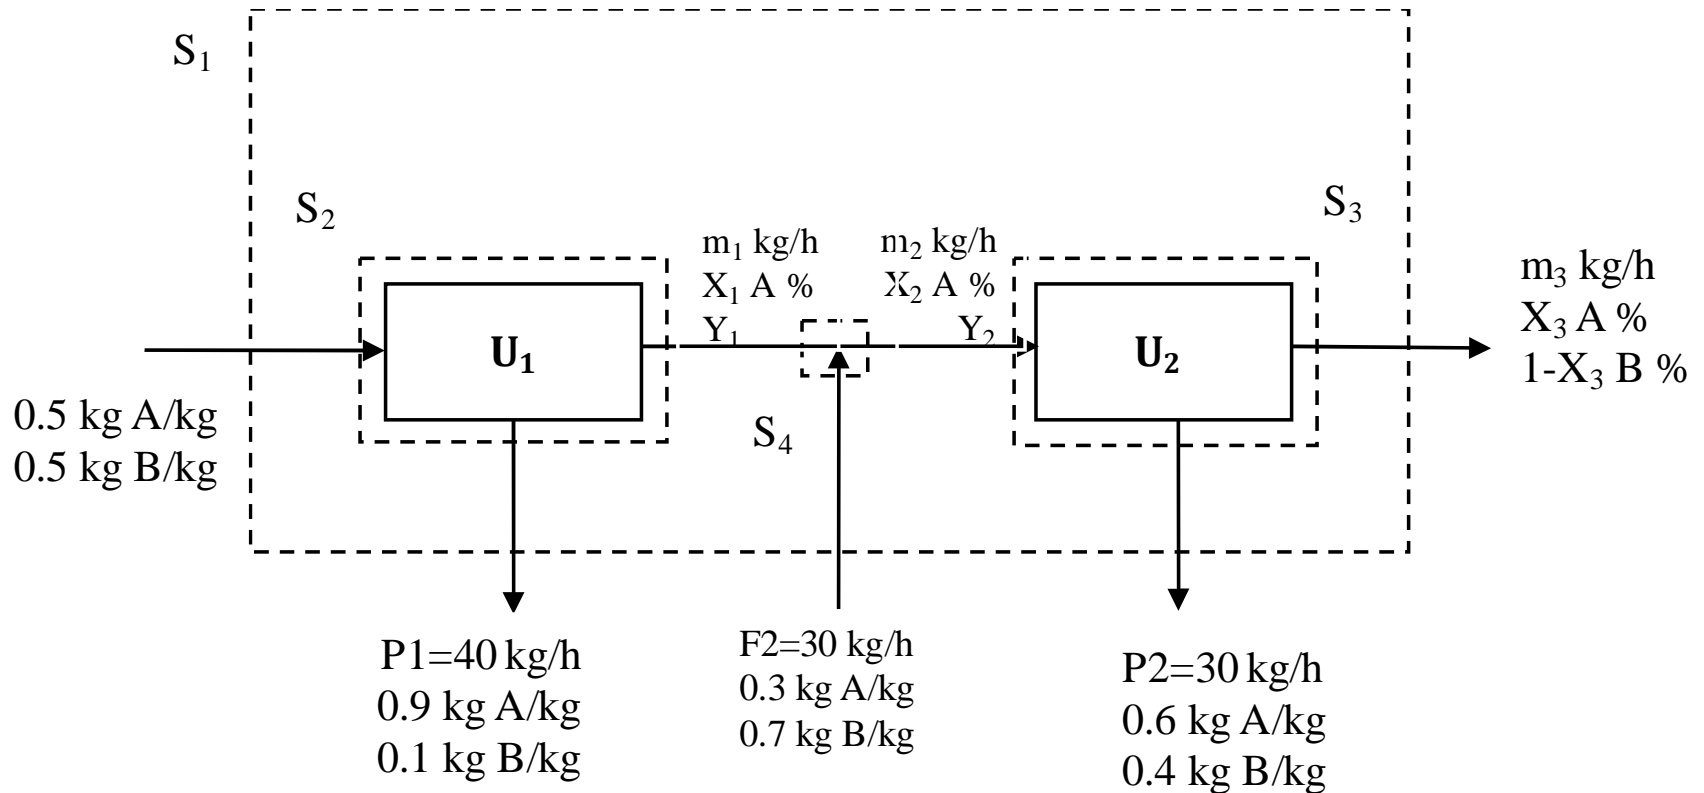 S₁
S₂
S₃
m₁ kg/h
X₁ A %
Y₁
m₂ kg/h
X₂ A %
Y₂
m₃ kg/h
X₃ A %
1-X₃ B %
U₁
U₂
0.5 kg A/kg
0.5 kg B/kg
S₄
P1=40 kg/h
0.9 kg A/kg
0.1 kg B/kg
F2=30 kg/h
0.3 kg A/kg
0.7 kg B/kg
P2=30 kg/h
0.6 kg A/kg
0.4 kg B/kg